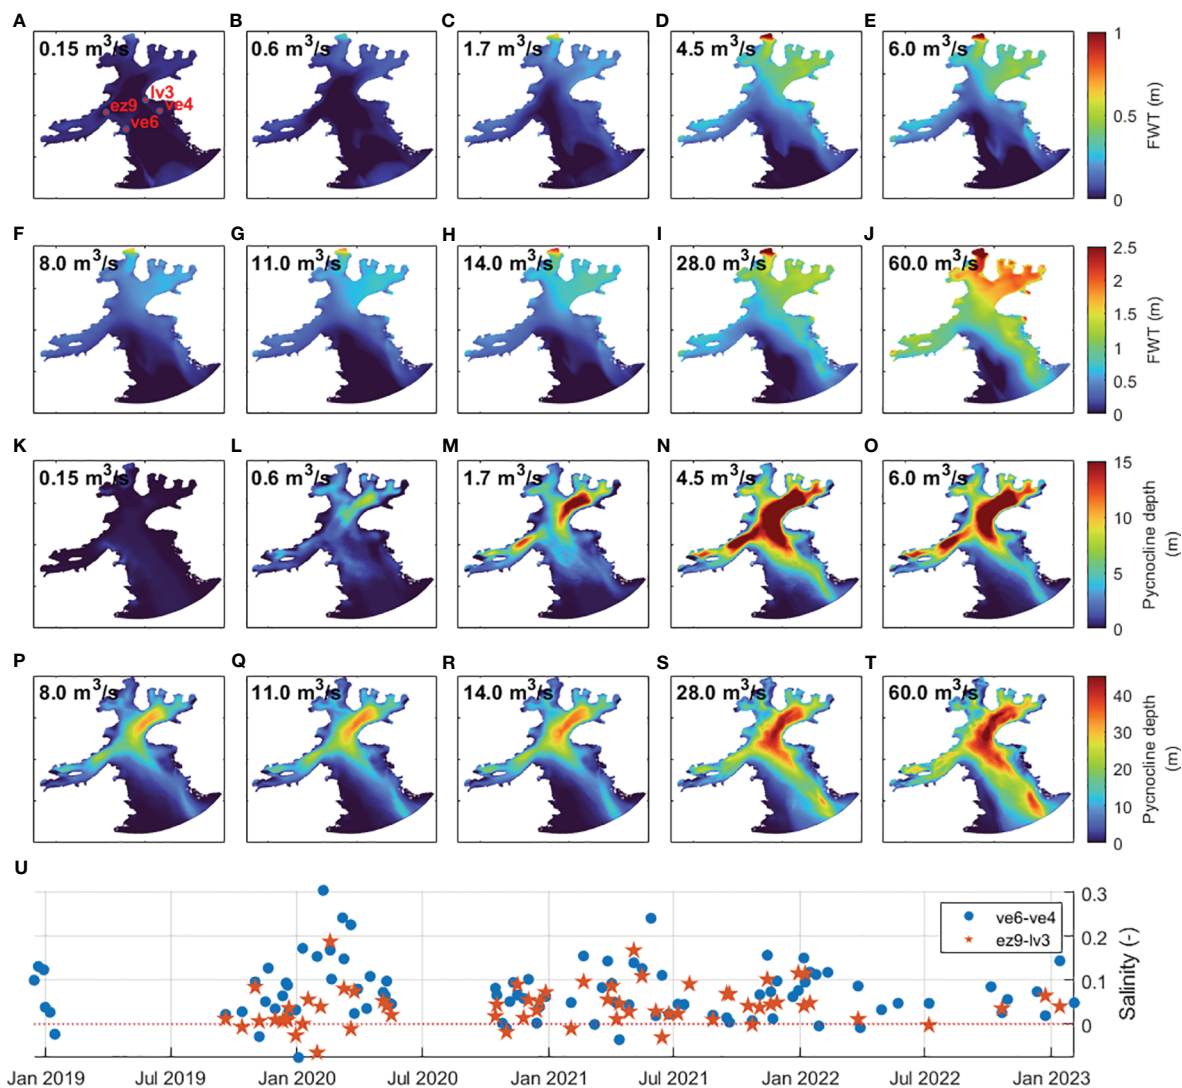 A B C D E
0.15 m³/s 0.6 m³/s 1.7 m³/s 4.5 m³/s 6.0 m³/s
lv3
ez9 ve4
ve6
1
0.5
0
FWT (m)
F G H I J
8.0 m³/s 11.0 m³/s 14.0 m³/s 28.0 m³/s 60.0 m³/s
2.5
2
1.5
1
0.5
0
FWT (m)
K L M N O
0.15 m³/s 0.6 m³/s 1.7 m³/s 4.5 m³/s 6.0 m³/s
15
10
5
0
Pycnocline depth
(m)
P Q R S T
8.0 m³/s 11.0 m³/s 14.0 m³/s 28.0 m³/s 60.0 m³/s
40
30
20
10
0
Pycnocline depth
(m)
U
0.3
0.2
0.1
0
Salinity (-)
ve6-ve4
ez9-lv3
Jan 2019 Jul 2019 Jan 2020 Jul 2020 Jan 2021 Jul 2021 Jan 2022 Jul 2022 Jan 2023